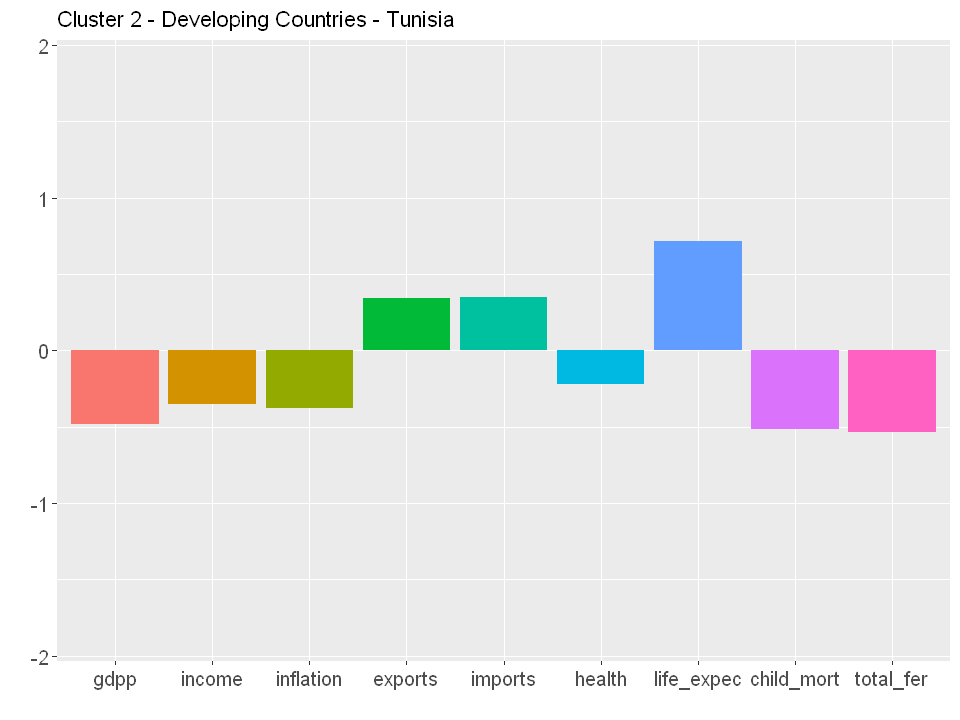 Cluster 2 - Developing Countries - Tunisia
2
1
0
-1
-2
gdpp income inflation exports imports health life_expec child_mort total_fer